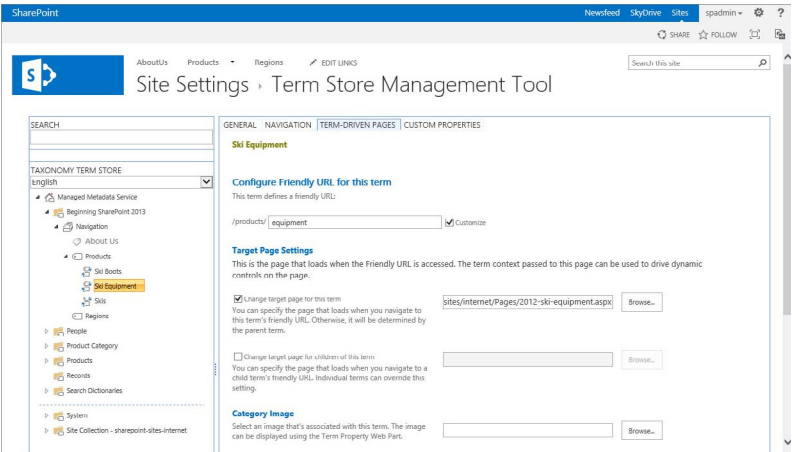 SharePoint
Newsfeed SkyDrive Sites spadmin ?
SHARE FOLLOW
S
AboutUs Products Regions EDIT LINKS
Search this site
Site Settings Term Store Management Tool
SEARCH
TAXONOMY TERM STORE
English
Managed Metadata Service
Beginning SharePoint 2013
Navigation
About Us
Products
Ski Boots
Ski Equipment
Skis
Regions
People
Product Category
Products
Records
Search Dictionaries
System
Site Collection - sharepoint-sites-internet
GENERAL NAVIGATION TERM-DRIVEN PAGES CUSTOM PROPERTIES
Ski Equipment
Configure Friendly URL for this term
This term defines a friendly URL:
/products/ equipment Customize
Target Page Settings
This is the page that loads when the Friendly URL is accessed. The term context passed to this page can be used to drive dynamic
controls on the page.
Change target page for this term
sites/internet/Pages/2012-ski-equipment.aspx Browse...
You can specify the page that loads when you navigate to
this term's friendly URL. Otherwise, it will be determined by
the parent term.
Change target page for children of this term
Browse...
You can specify the page that loads when you navigate to a
child term's friendly URL. Individual terms can override this
setting.
Category Image
Select an image that's associated with this term. The image
can be displayed using the Term Property Web Part.
Browse...